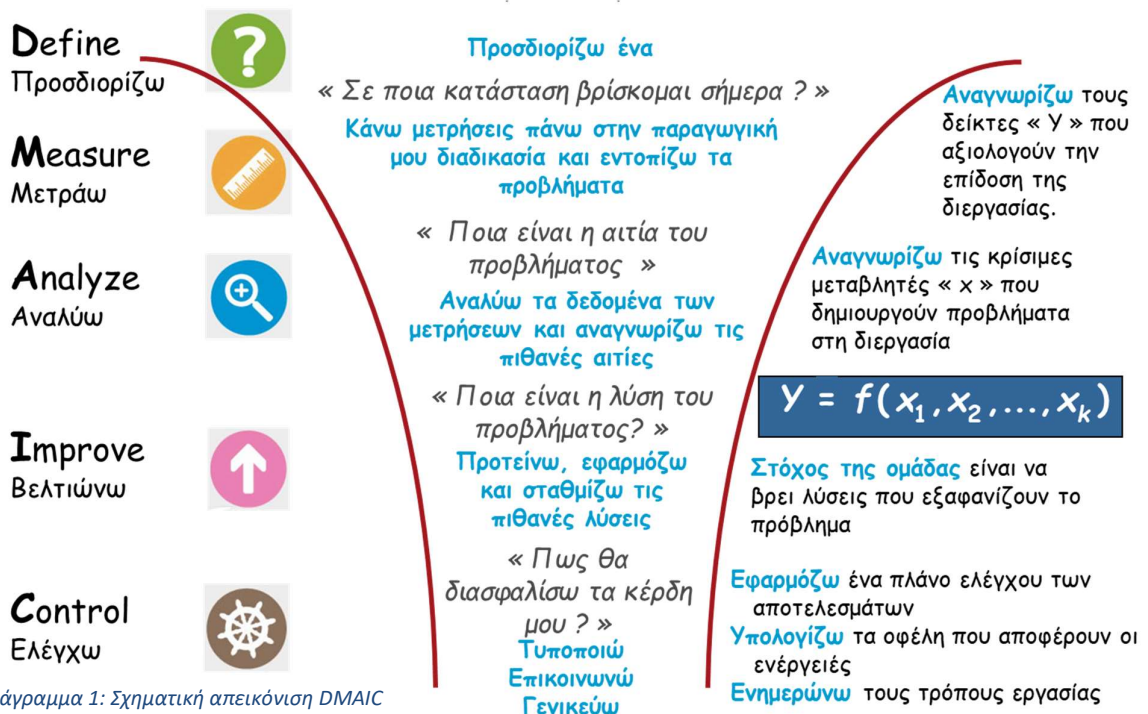 Define
Προσδιορίζω
Measure
Μετράω
Analyze
Αναλύω
Improve
Βελτιώνω
Control
Ελέγχω
?
Προσδιορίζω ένα
« Σε ποια κατάσταση βρίσκομαι σήμερα ? »
Κάνω μετρήσεις πάνω στην παραγωγική
μου διαδικασία και εντοπίζω τα
προβλήματα
« Ποια είναι η αιτία του
προβλήματος »
Αναλύω τα δεδομένα των
μετρήσεων και αναγνωρίζω τις
πιθανές αιτίες
« Ποια είναι η λύση του
προβλήματος? »
Προτείνω, εφαρμόζω
και σταθμίζω τις
πιθανές λύσεις
« Πως θα
διασφαλίσω τα κέρδη
μου ? »
Τυποποιώ
Επικοινωνώ
Γενικεύω
Αναγνωρίζω τους
δείκτες « Y » που
αξιολογούν την
επίδοση της
διεργασίας.
Αναγνωρίζω τις κρίσιμες
μεταβλητές « x » που
δημιουργούν προβλήματα
στη διεργασία
Y = f(x₁,x₂,...,xₖ)
Στόχος της ομάδας είναι να
βρει λύσεις που εξαφανίζουν το
πρόβλημα
Εφαρμόζω ένα πλάνο ελέγχου των
αποτελεσμάτων
Υπολογίζω τα οφέλη που αποφέρουν οι
ενέργειές
Ενημερώνω τους τρόπους εργασίας
άγραμμα 1: Σχηματική απεικόνιση DMAIC